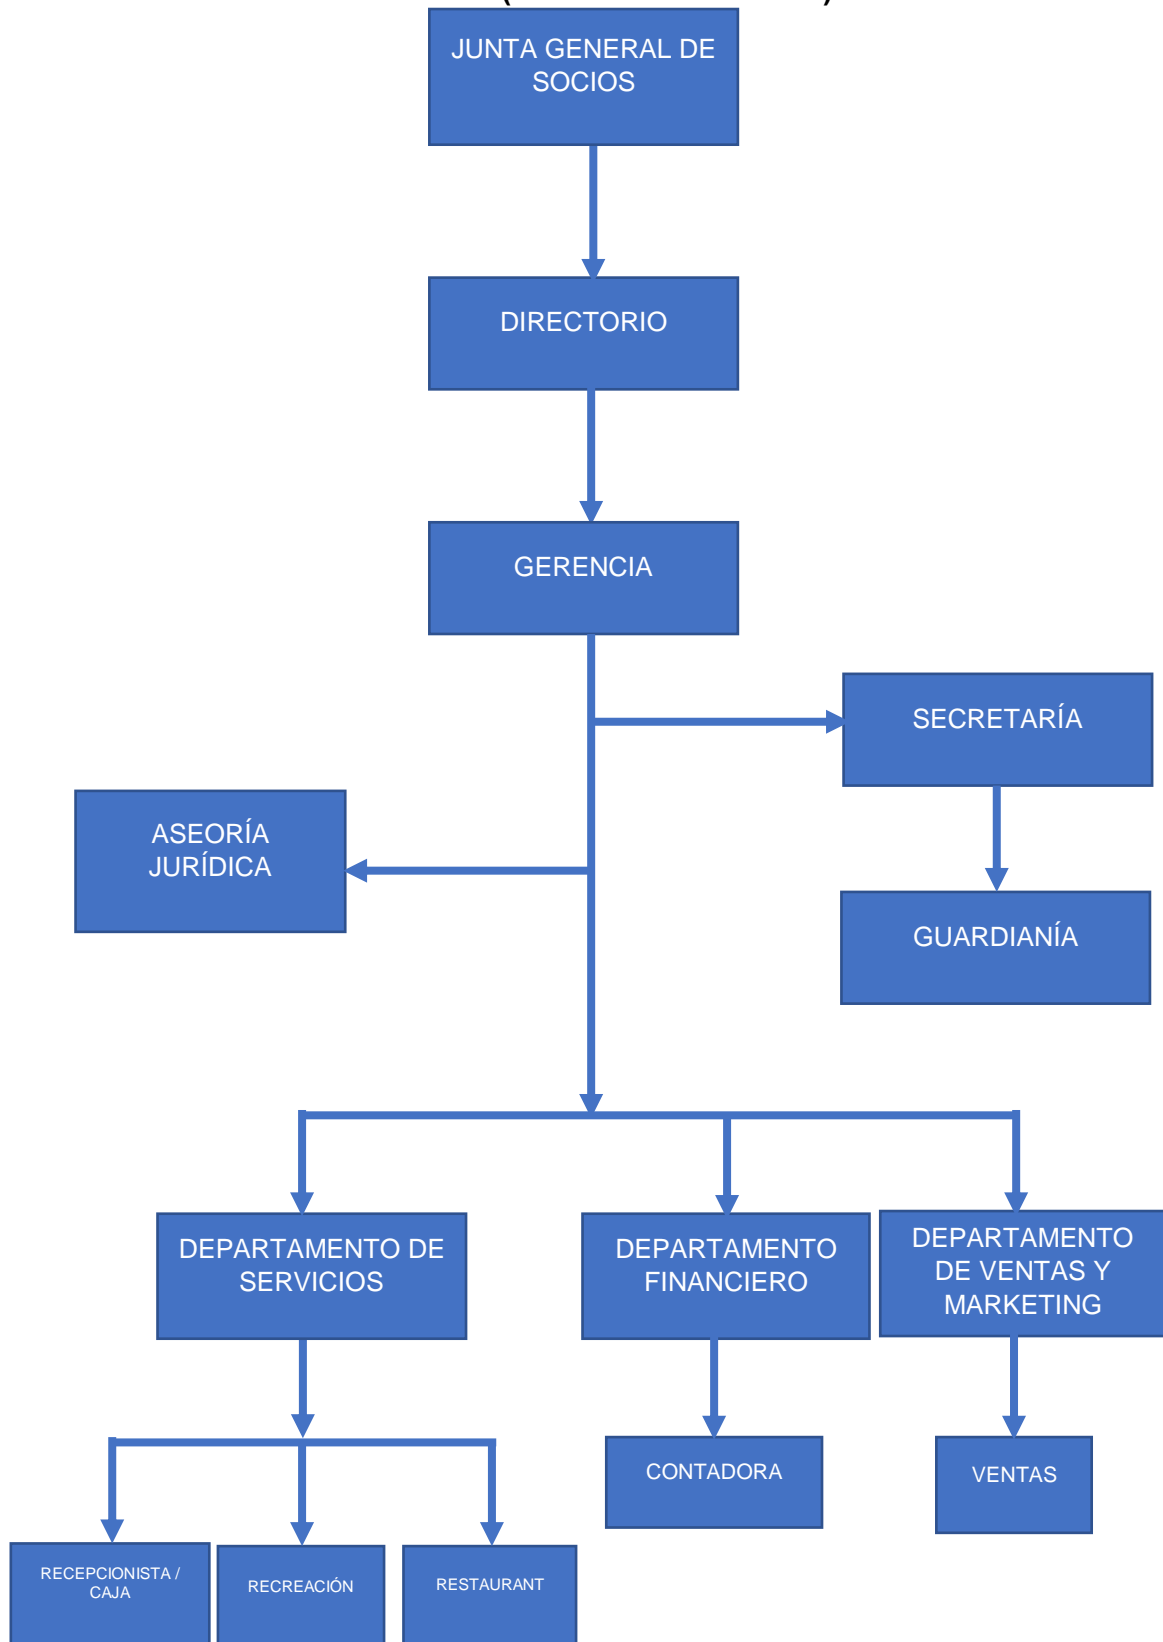 JUNTA GENERAL DE
SOCIOS
DIRECTORIO
GERENCIA
SECRETARÍA
ASEORÍA
JURÍDICA
GUARDIANÍA
DEPARTAMENTO DE
SERVICIOS
DEPARTAMENTO
FINANCIERO
DEPARTAMENTO
DE VENTAS Y
MARKETING
CONTADORA
VENTAS
RECEPCIONISTA /
CAJA
RECREACIÓN
RESTAURANT